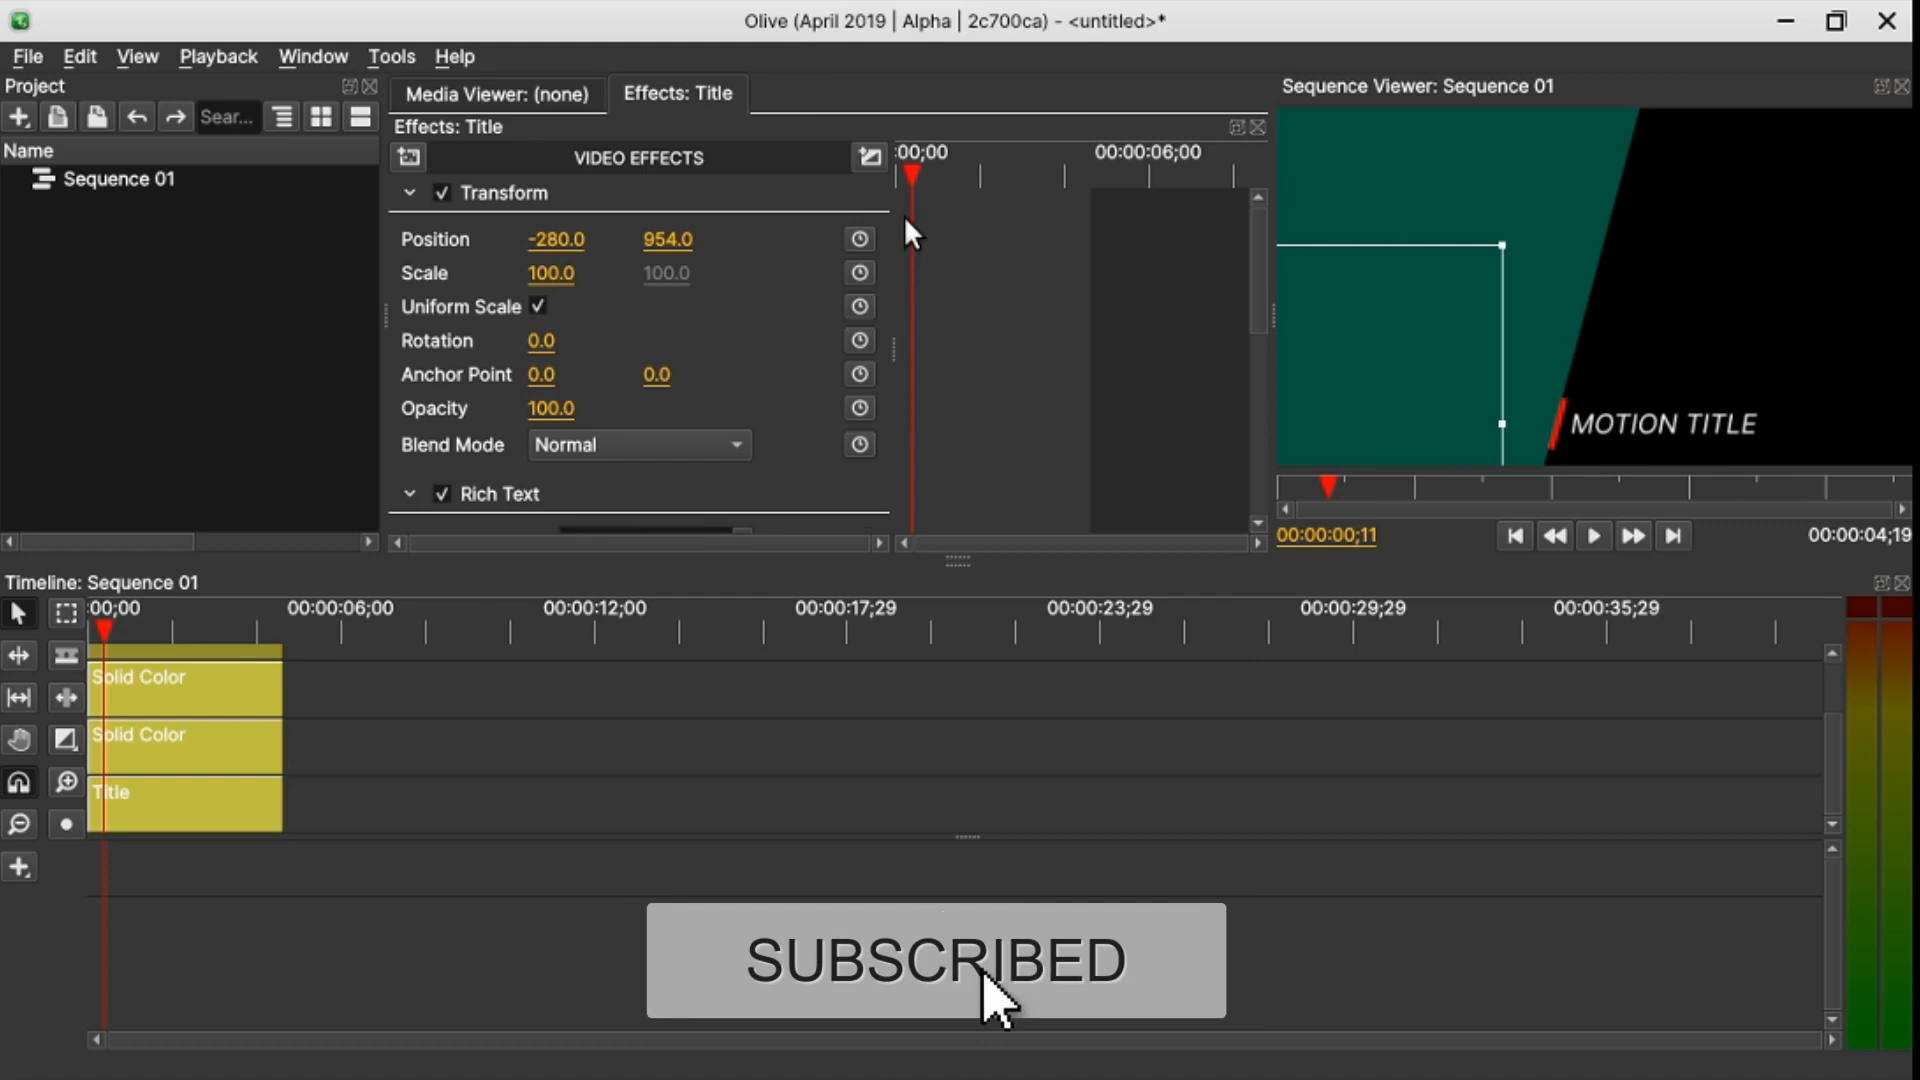 Olive (April 2019 | Alpha | 2c700ca) - <untitled>*
File Edit View Playback Window Tools Help
Project
Sear...
Name
Sequence 01
Media Viewer: (none)
Effects: Title
Effects: Title
VIDEO EFFECTS
:00;00
00:00:06;00
Transform
Position -280.0 954.0
Scale 100.0 100.0
Uniform Scale
Rotation 0.0
Anchor Point 0.0 0.0
Opacity 100.0
Blend Mode Normal
Rich Text
Sequence Viewer: Sequence 01
MOTION TITLE
00:00:00;11
00:00:04;19
Timeline: Sequence 01
:00;00 00:00:06;00 00:00:12;00 00:00:17;29 00:00:23;29 00:00:29;29 00:00:35;29
Solid Color
Solid Color
Title
SUBSCRIBED